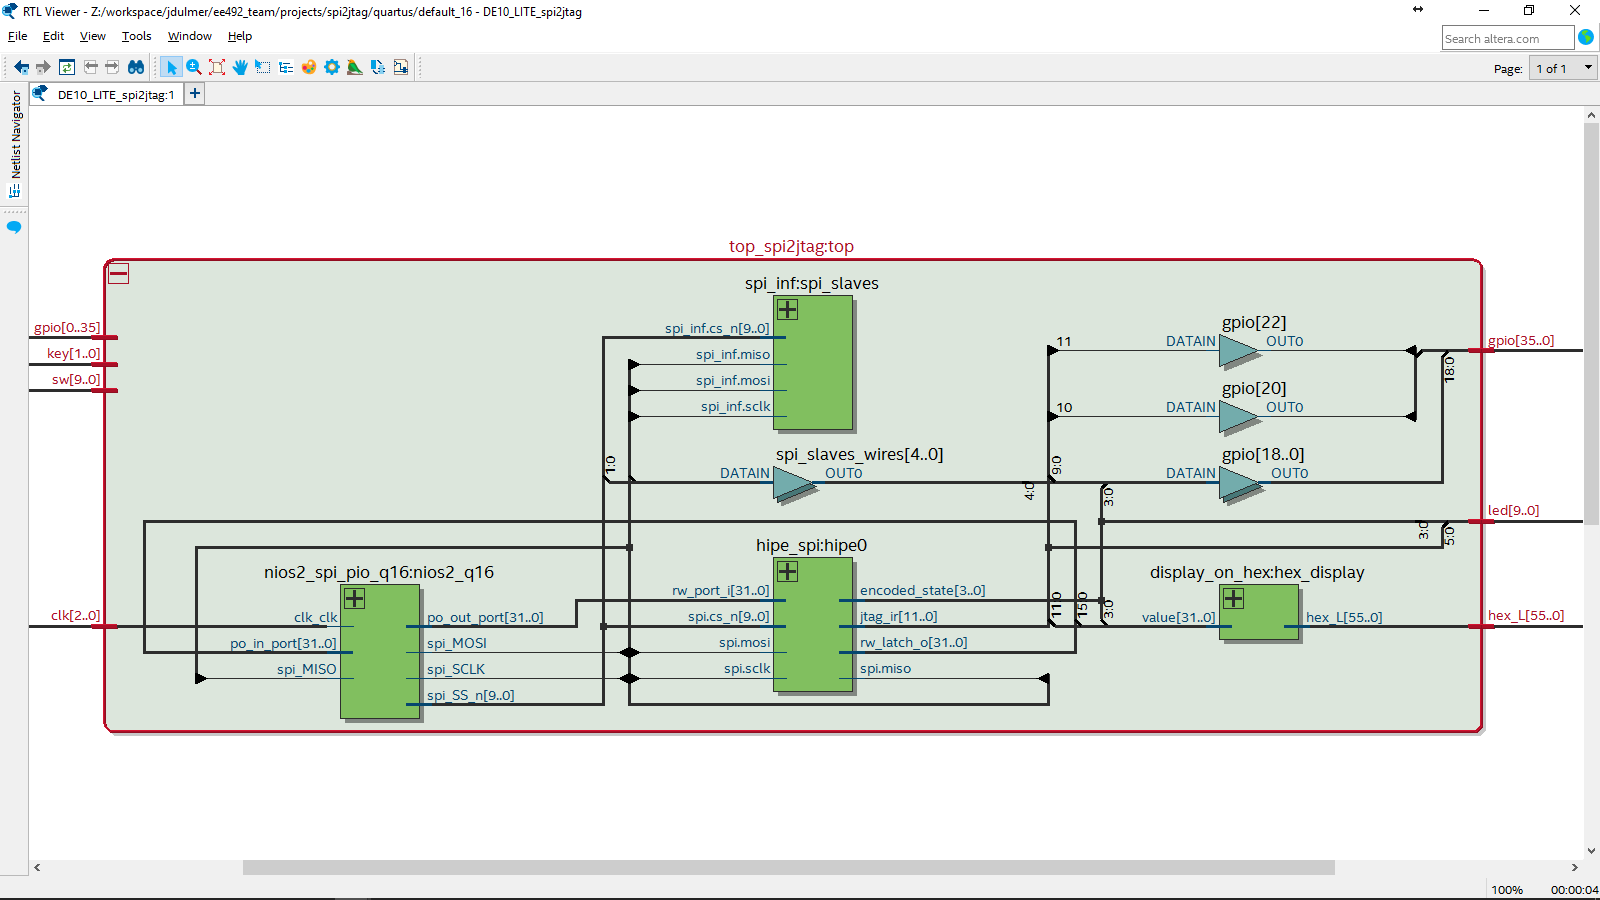 RTL Viewer - Z:/workspace/jdulmer/ee492_team/projects/spi2jtag/quartus/default_16 - DE10_LITE_spi2jtag
File Edit View Tools Window Help
Search altera.com
Page: 1 of 1
DE10_LITE_spi2jtag:1
Netlist Navigator
top_spi2jtag:top
spi_inf:spi_slaves
spi_inf.cs_n[9..0]
spi_inf.miso
spi_inf.mosi
spi_inf.sclk
gpio[0..35]
key[1..0]
sw[9..0]
clk[2..0]
1:0
spi_slaves_wires[4..0]
DATAIN OUT0
gpio[22]
11 DATAIN OUT0
gpio[20]
10 DATAIN OUT0
gpio[18..0]
DATAIN OUT0
9:0
4:0
3:0
18:0
gpio[35..0]
led[9..0]
3:0
5:0
nios2_spi_pio_q16:nios2_q16
clk_clk
po_in_port[31..0]
spi_MISO
po_out_port[31..0]
spi_MOSI
spi_SCLK
spi_SS_n[9..0]
hipe_spi:hipe0
rw_port_i[31..0]
spi.cs_n[9..0]
spi.mosi
spi.sclk
encoded_state[3..0]
jtag_ir[11..0]
rw_latch_o[31..0]
spi.miso
11:0
15:0
3:0
display_on_hex:hex_display
value[31..0]
hex_L[55..0]
hex_L[55..0]
100% 00:00:04